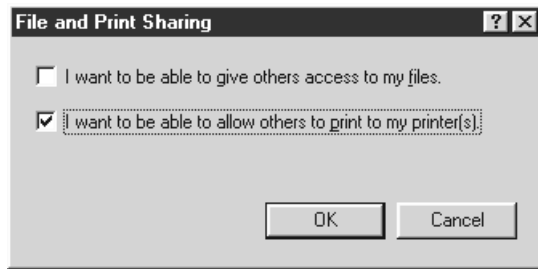 File and Print Sharing
I want to be able to give others access to my files.
I want to be able to allow others to print to my printer(s).
OK Cancel